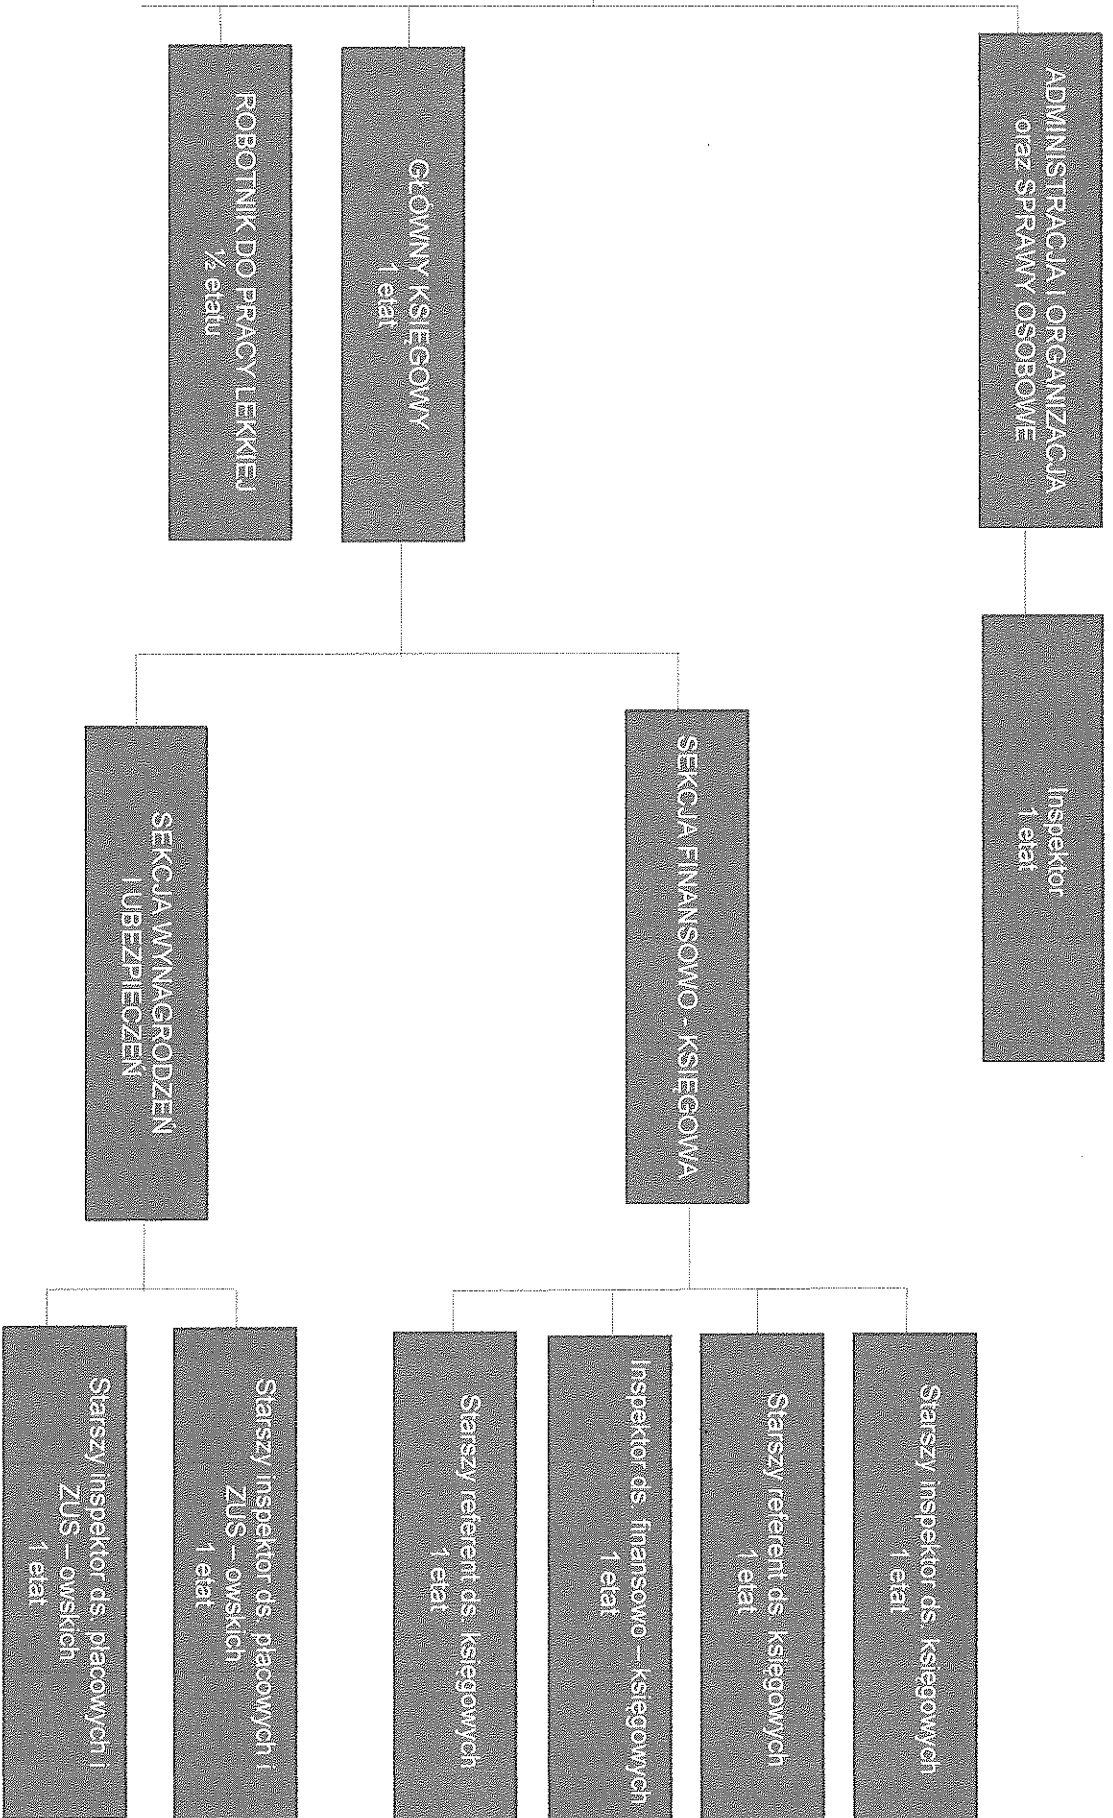 ADMINISTRACJA I ORGANIZACJA
oraz SPRAWY OSOBOWE
Inspektor
1 etat
GŁÓWNY KSIĘGOWY
1 etat
SEKCJA FINANSOWO - KSIĘGOWA
Starszy inspektor ds. księgowych
1 etat
Starszy referent ds. księgowych
1 etat
Inspektor ds. finansowo – księgowych
1 etat
Starszy referent ds. księgowych
1 etat
SEKCJA WYNAGRODZEŃ
I UBEZPIECZEŃ
Starszy inspektor ds. płacowych i
ZUS – owskich
1 etat
Starszy inspektor ds. płacowych i
ZUS – owskich
1 etat
ROBOTNIK DO PRACY LEKKIEJ
½ etatu